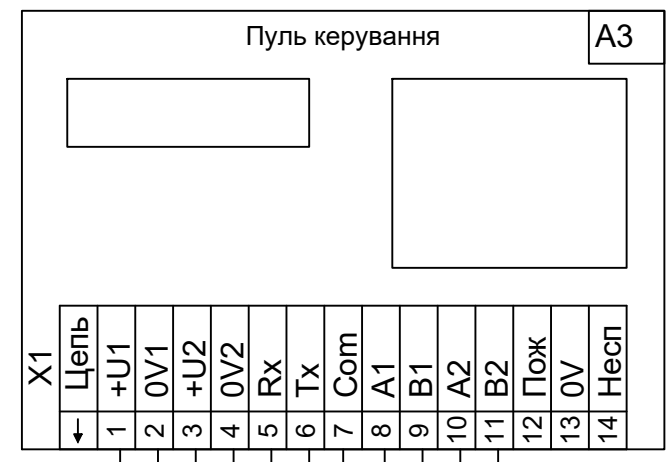 Пуль керування
А3
X1
Цепь
+U1
0V1
+U2
0V2
Rx
Tx
Com
A1
B1
A2
B2
Пож
0V
Несп
←
1
2
3
4
5
6
7
8
9
10
11
12
13
14